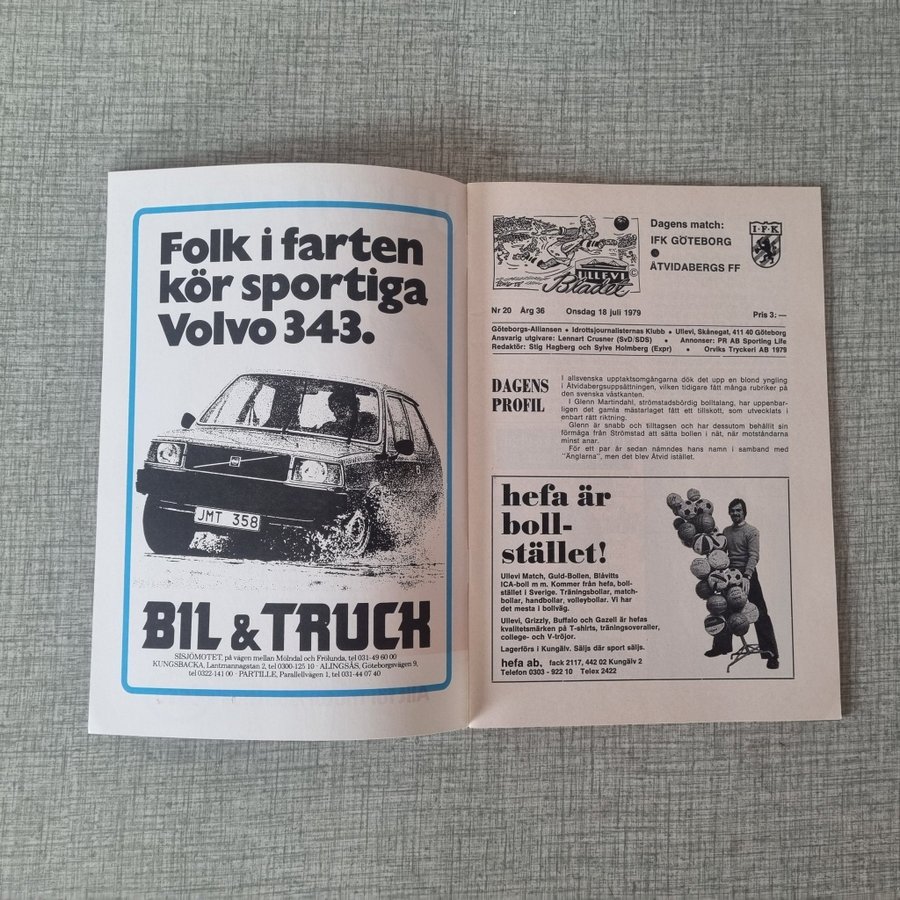 Folk i farten
kör sportiga
Volvo 343.
JMT 358
BIL & TRUCK
SISJÖMOTET, på vägen mellan Mölndal och Frölunda, tel 031-49 60 00
KUNGSBACKA, Lantmannagatan 2, tel 0300-125 10 · ALINGSÅS, Göteborgsvägen 9,
tel 0322-141 00 · PARTILLE, Parallellvägen 1, tel 031-44 07 40
ULLEVI
Bladet
Dagens match:
IFK GÖTEBORG
●
ÅTVIDABERGS FF
I·F·K
Nr 20 Årg 36 Onsdag 18 juli 1979 Pris 3:—
Göteborgs-Alliansen • Idrottsjournalisternas Klubb • Ullevi, Skånegat, 411 40 Göteborg
Ansvarig utgivare: Lennart Crusner (SvD/SDS) • Annonser: PR AB Sporting Life
Redaktör: Stig Hagberg och Sylve Holmberg (Expr) • Orviks Tryckeri AB 1979
DAGENS
PROFIL
I allsvenska upptaktsomgångarna dök det upp en blond yngling
i Åtvidabergsuppsättningen, vilken tidigare fått många rubriker på
den svenska västkanten.
I Glenn Martindahl, strömstadsbördig bolltalang, har uppenbar-
ligen det gamla mästarlaget fått ett tillskott, som utvecklats i
enbart rätt riktning.
Glenn är snabb och tilltagsen och har dessutom behållit sin
förmåga från Strömstad att sätta bollen i nät, när motståndarna
minst anar.
För ett par år sedan nämndes hans namn i samband med
"Änglarna", men det blev Åtvid istället.
hefa är
boll-
stället!
Ullevi Match, Guld-Bollen, Blåvitts
ICA-boll m m. Kommer från hefa, boll-
stället i Sverige. Träningsbollar, match-
bollar, handbollar, volleybollar. Vi har
det mesta i bollväg.
Ullevi, Grizzly, Buffalo och Gazell är hefas
kvalitetsmärken på T-shirts, träningsoveraller,
college- och V-tröjor.
Lagerförs i Kungälv. Säljs där sport säljs.
hefa ab, fack 2117, 442 02 Kungälv 2
Telefon 0303 - 922 10 Telex 2422